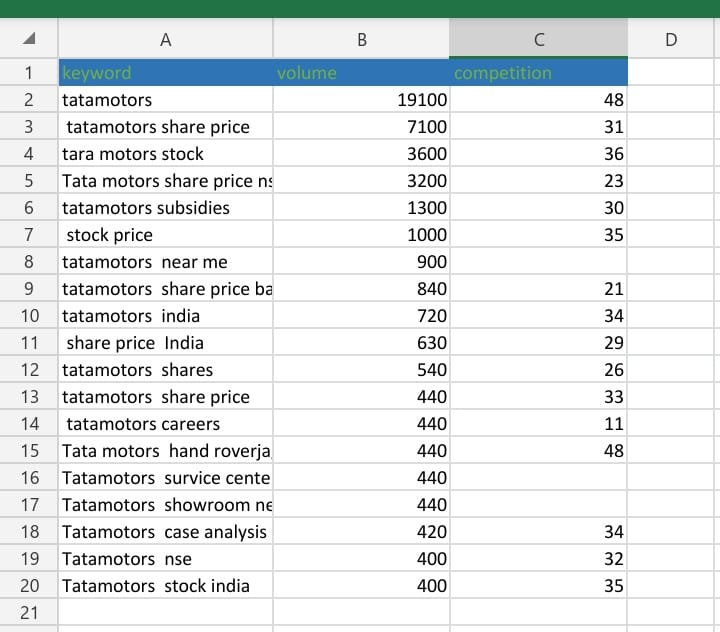 A B C D
1 keyword volume competition
2 tatamotors 19100 48
3 tatamotors share price 7100 31
4 tara motors stock 3600 36
5 Tata motors share price ns 3200 23
6 tatamotors subsidies 1300 30
7 stock price 1000 35
8 tatamotors near me 900
9 tatamotors share price ba 840 21
10 tatamotors india 720 34
11 share price India 630 29
12 tatamotors shares 540 26
13 tatamotors share price 440 33
14 tatamotors careers 440 11
15 Tata motors hand roverja 440 48
16 Tatamotors survice cente 440
17 Tatamotors showroom ne 440
18 Tatamotors case analysis 420 34
19 Tatamotors nse 400 32
20 Tatamotors stock india 400 35
21